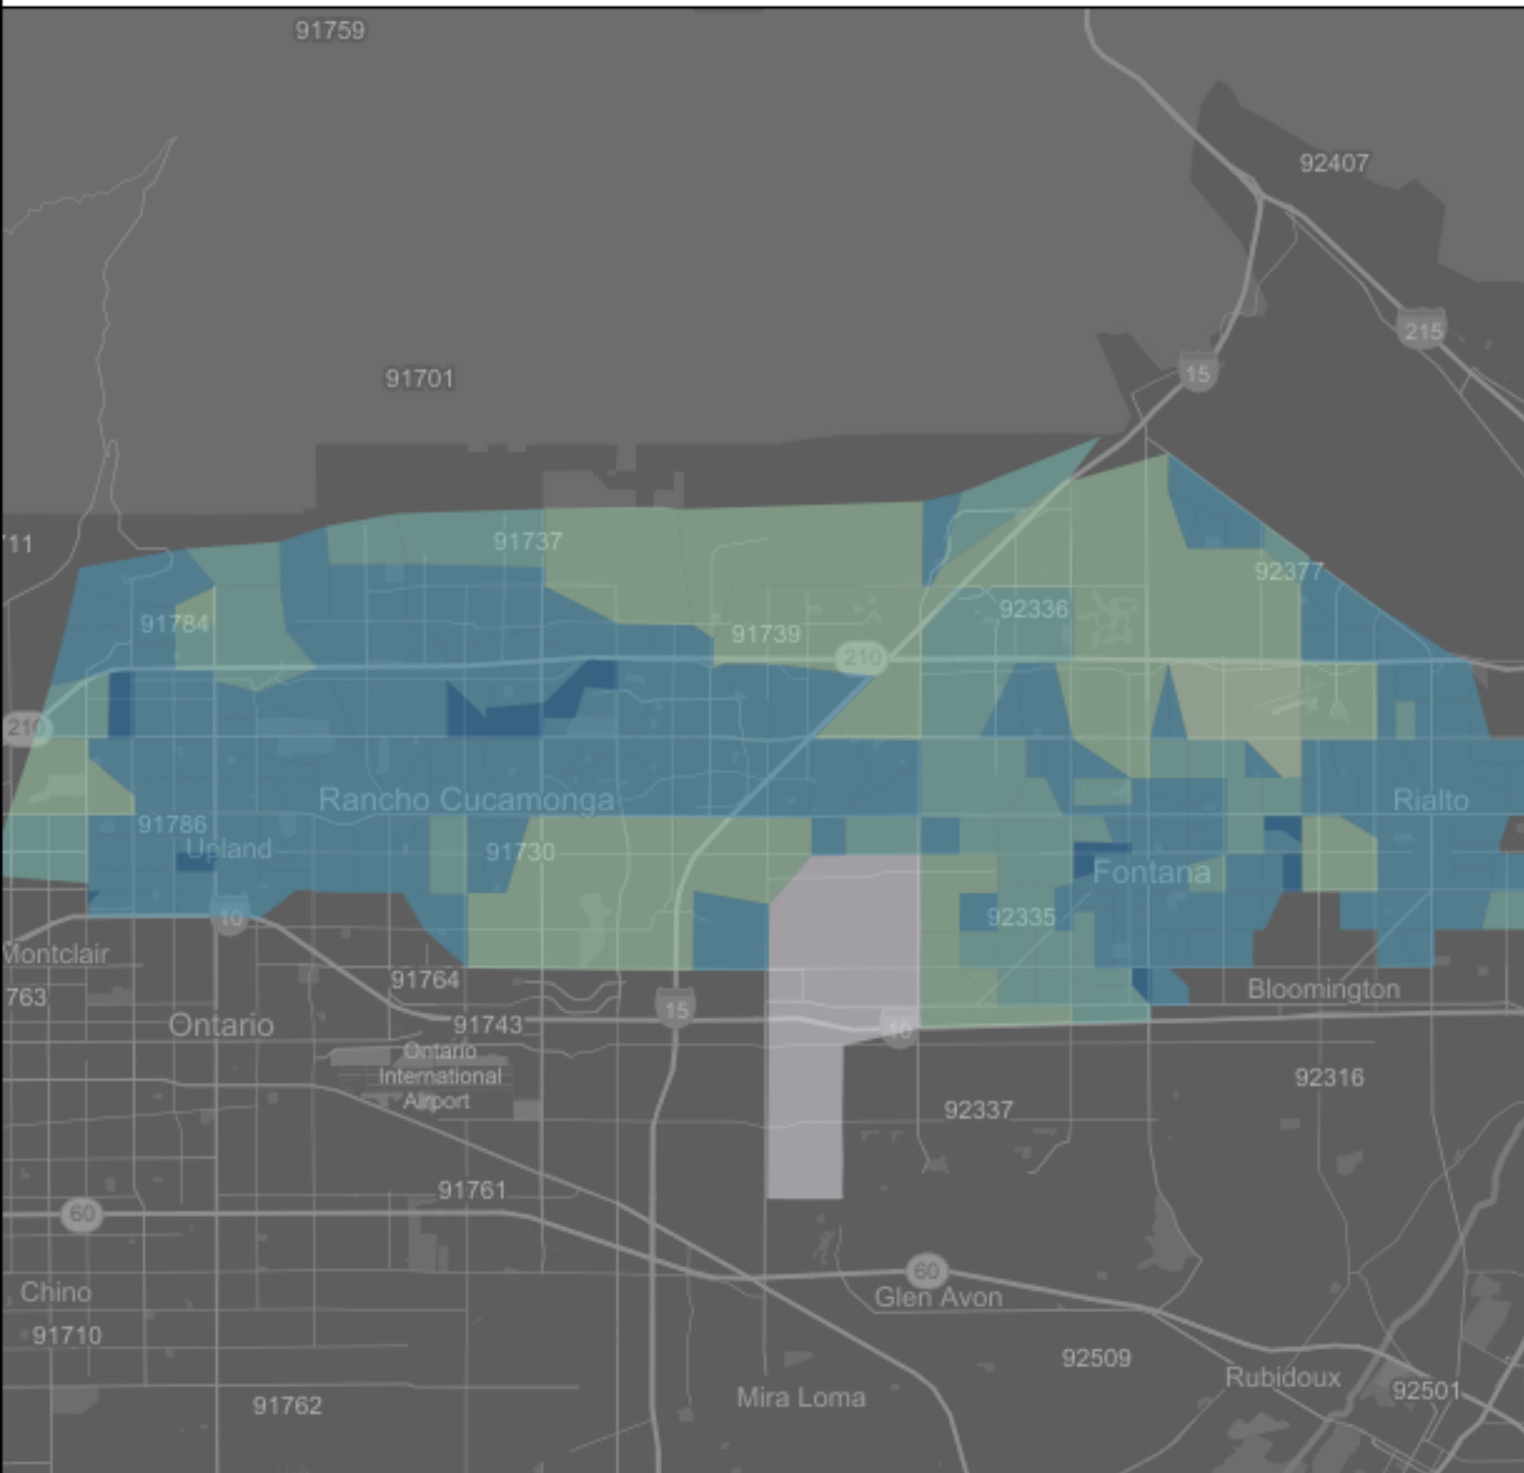 91759
92407
215
15
91701
'11
91737
92377
91784
92336
91739
210
210
Rancho Cucamonga
Rialto
91786
Upland
91730
Fontana
92335
10
Montclair
91764
763
Bloomington
15
91743
10
Ontario
Ontario
International
Airport
92316
92337
91761
60
60
Chino
Glen Avon
91710
92509
Rubidoux
92501
Mira Loma
91762